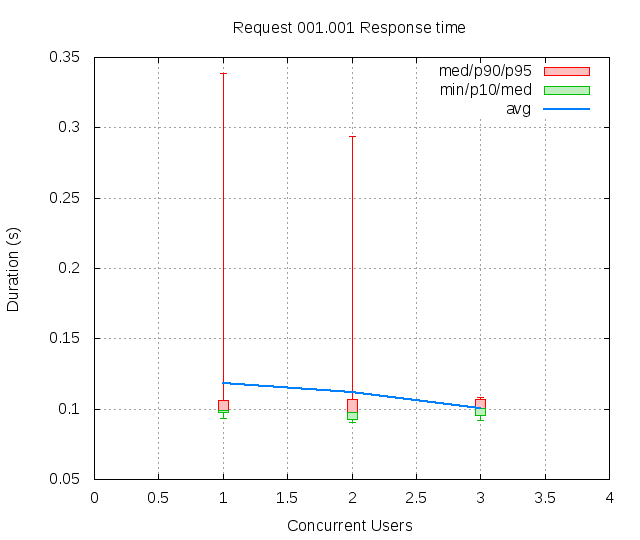 Request 001.001 Response time
med/p90/p95
min/p10/med
avg
0.35
0.3
0.25
0.2
0.15
0.1
0.05
Duration (s)
0 0.5 1 1.5 2 2.5 3 3.5 4
Concurrent Users